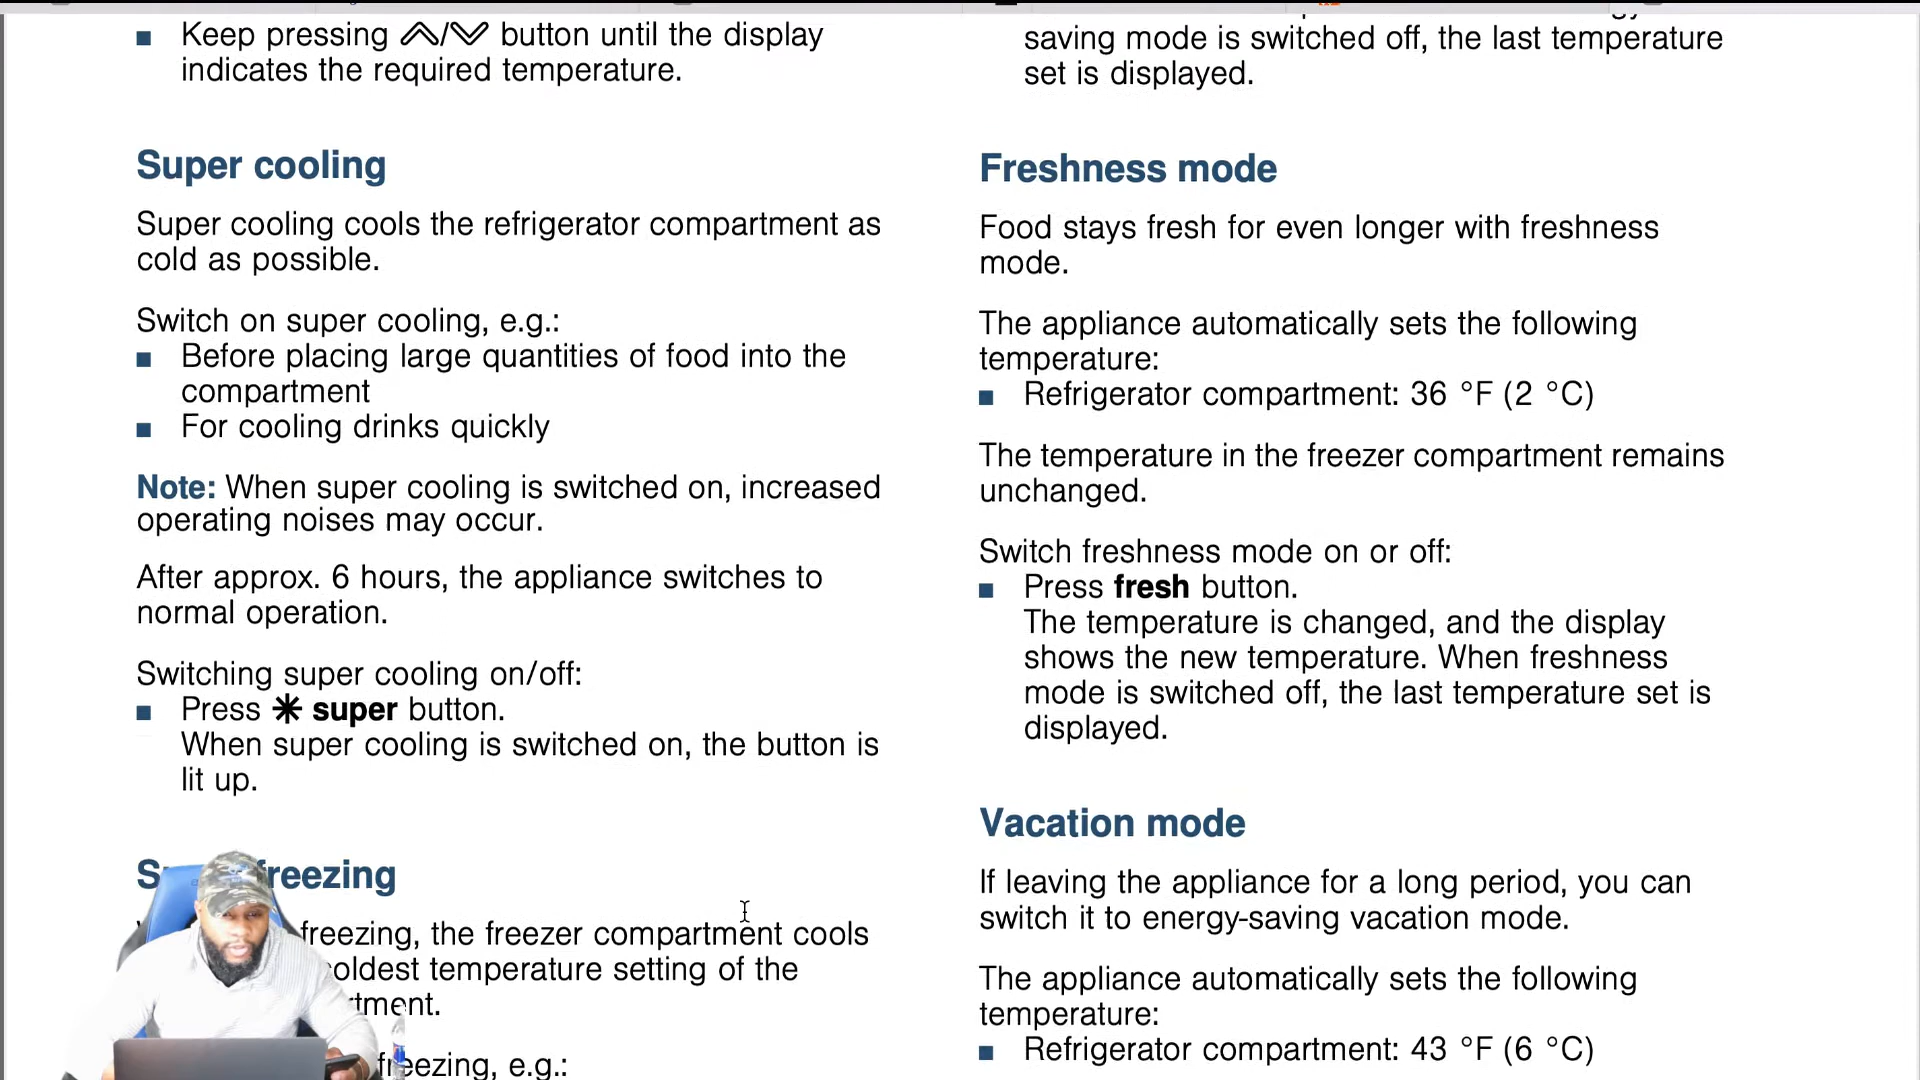 Keep pressing / button until the display
indicates the required temperature.
Super cooling
Super cooling cools the refrigerator compartment as
cold as possible.
Switch on super cooling, e.g.:
■ Before placing large quantities of food into the
compartment
■ For cooling drinks quickly
Note: When super cooling is switched on, increased
operating noises may occur.
After approx. 6 hours, the appliance switches to
normal operation.
Switching super cooling on/off:
■ Press ✳ super button.
When super cooling is switched on, the button is
lit up.
freezing
freezing, the freezer compartment cools
coldest temperature setting of the
freezing, e.g.:
saving mode is switched off, the last temperature
set is displayed.
Freshness mode
Food stays fresh for even longer with freshness
mode.
The appliance automatically sets the following
temperature:
■ Refrigerator compartment: 36 °F (2 °C)
The temperature in the freezer compartment remains
unchanged.
Switch freshness mode on or off:
■ Press fresh button.
The temperature is changed, and the display
shows the new temperature. When freshness
mode is switched off, the last temperature set is
displayed.
Vacation mode
If leaving the appliance for a long period, you can
switch it to energy-saving vacation mode.
The appliance automatically sets the following
temperature:
■ Refrigerator compartment: 43 °F (6 °C)